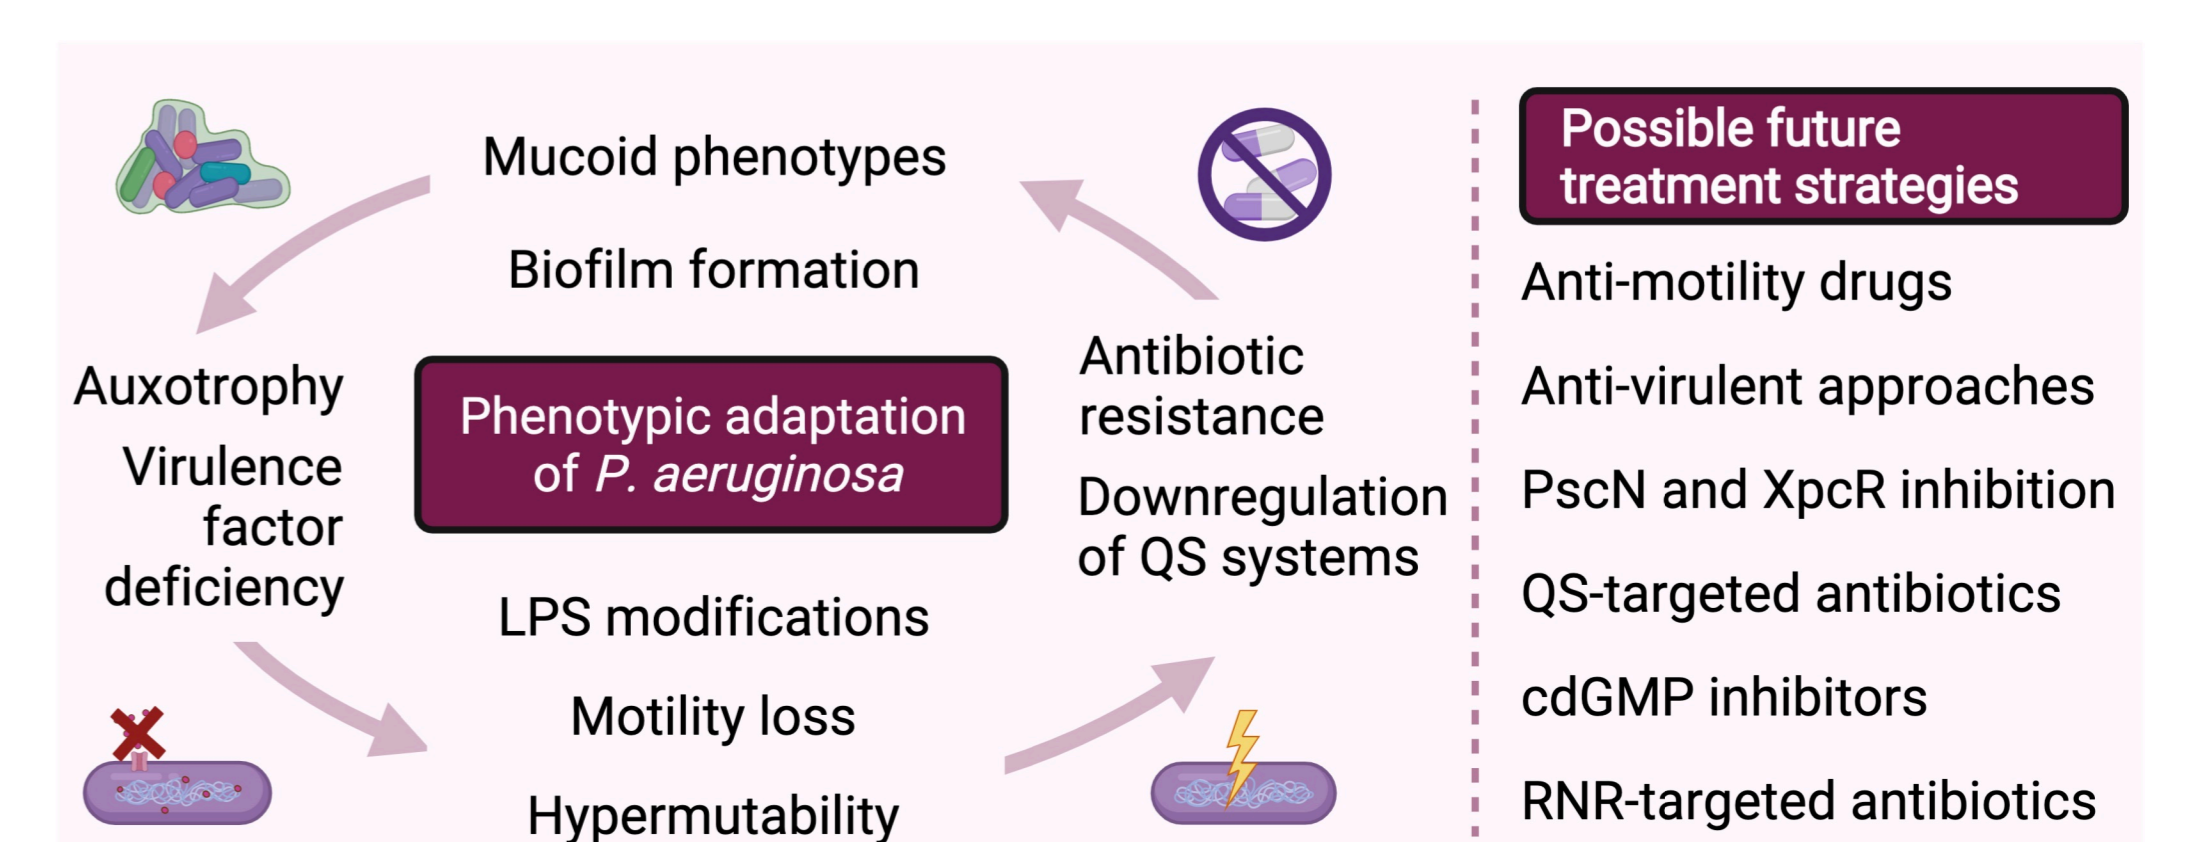 Mucoid phenotypes
Biofilm formation
Auxotrophy
Virulence
factor
deficiency
Phenotypic adaptation
of P. aeruginosa
Antibiotic
resistance
Downregulation
of QS systems
LPS modifications
Motility loss
Hypermutability
Possible future
treatment strategies
Anti-motility drugs
Anti-virulent approaches
PscN and XpcR inhibition
QS-targeted antibiotics
cdGMP inhibitors
RNR-targeted antibiotics